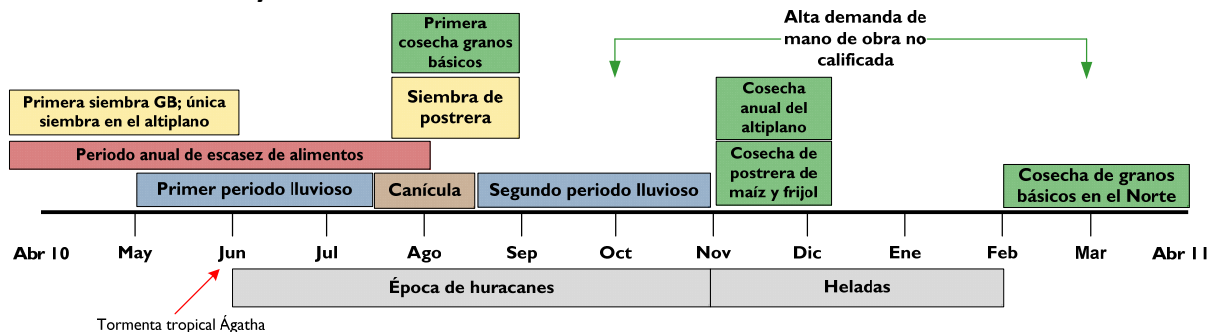 Primera
cosecha granos
básicos
Alta demanda de
mano de obra no
calificada
Primera siembra GB; única
siembra en el altiplano
Siembra de
postrera
Cosecha
anual del
altiplano
Periodo anual de escasez de alimentos
Cosecha de
postrera de
maíz y frijol
Primer periodo lluvioso
Canícula
Segundo periodo lluvioso
Cosecha de granos
básicos en el Norte
Abr 10 May Jun Jul Ago Sep Oct Nov Dic Ene Feb Mar Abr 11
Época de huracanes
Heladas
Tormenta tropical Ágatha